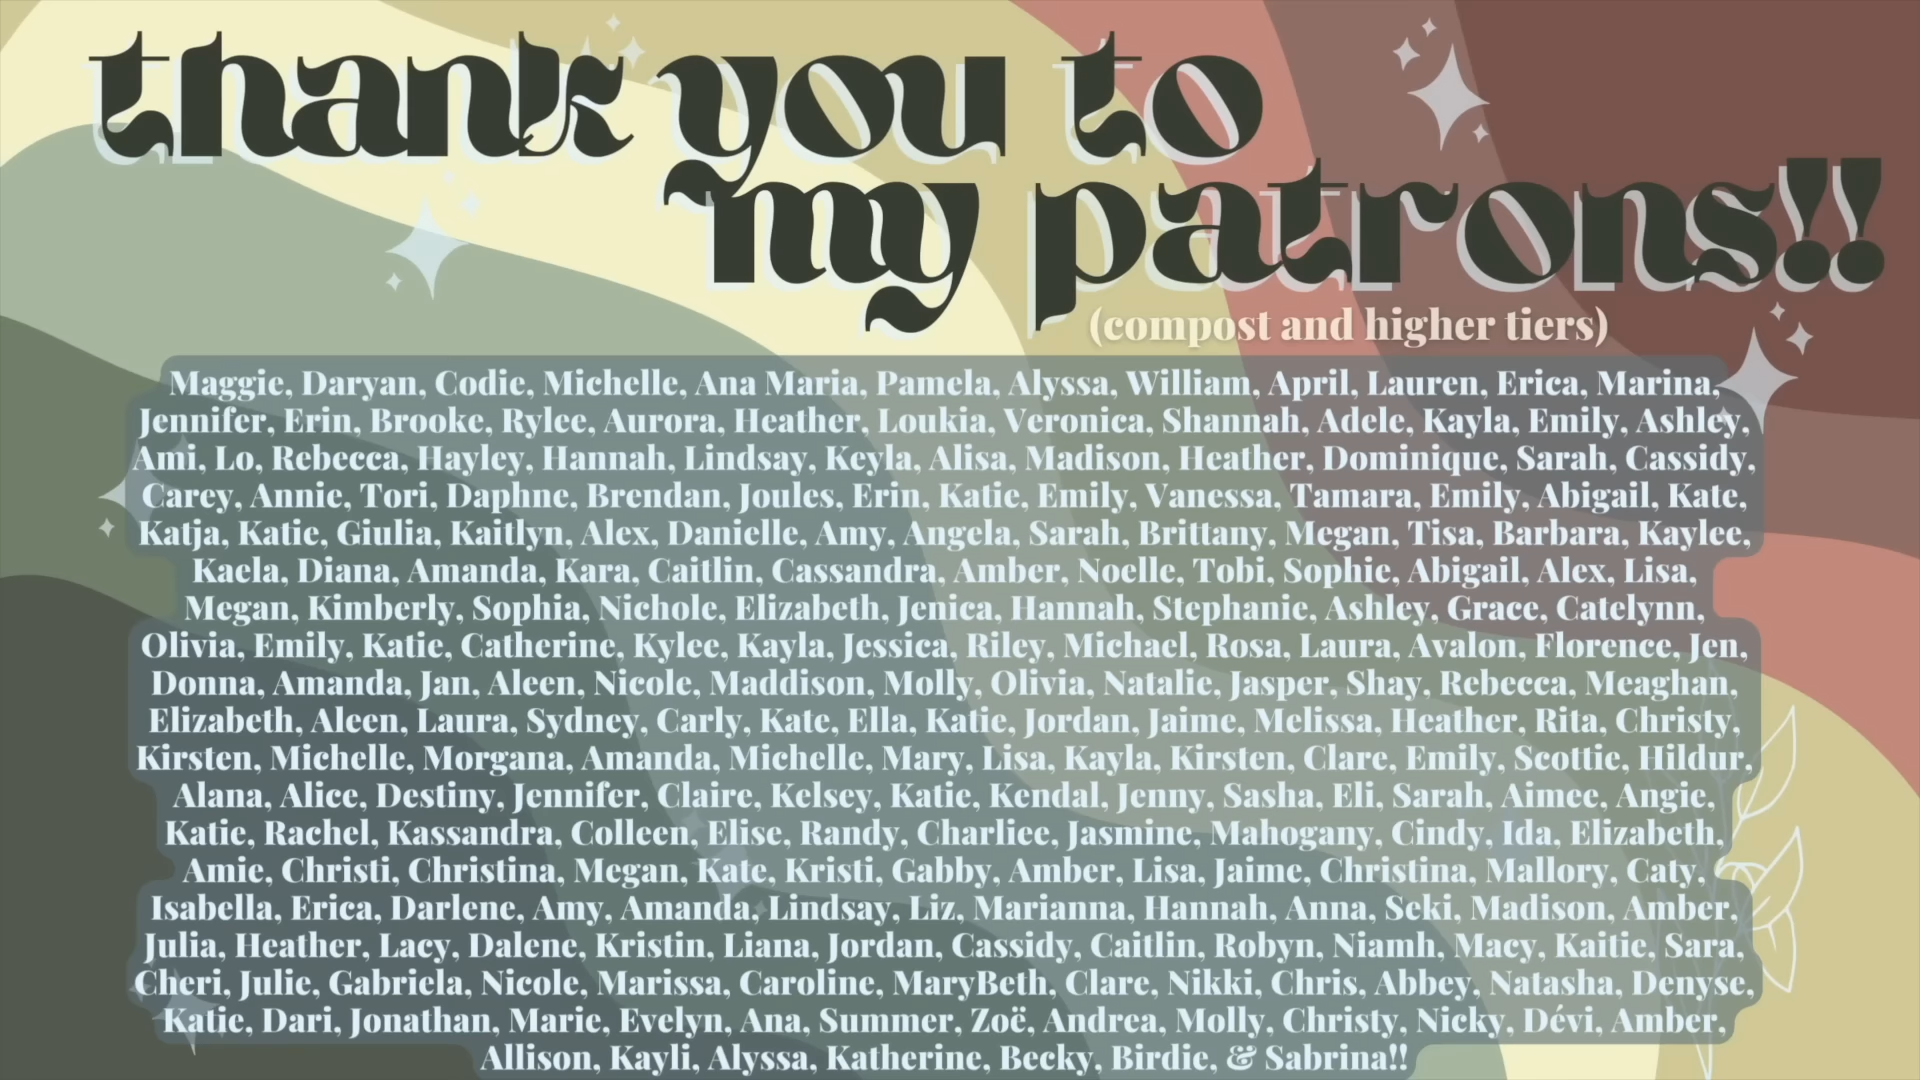 thank you to
my patrons!!
(compost and higher tiers)
Maggie, Daryan, Codie, Michelle, Ana Maria, Pamela, Alyssa, William, April, Lauren, Erica, Marina,
Jennifer, Erin, Brooke, Rylee, Aurora, Heather, Loukia, Veronica, Shannah, Adele, Kayla, Emily, Ashley,
Ami, Lo, Rebecca, Hayley, Hannah, Lindsay, Keyla, Alisa, Madison, Heather, Dominique, Sarah, Cassidy,
Carey, Annie, Tori, Daphne, Brendan, Joules, Erin, Katie, Emily, Vanessa, Tamara, Emily, Abigail, Kate,
Katja, Katie, Giulia, Kaitlyn, Alex, Danielle, Amy, Angela, Sarah, Brittany, Megan, Tisa, Barbara, Kaylee,
Kaela, Diana, Amanda, Kara, Caitlin, Cassandra, Amber, Noelle, Tobi, Sophie, Abigail, Alex, Lisa,
Megan, Kimberly, Sophia, Nichole, Elizabeth, Jenica, Hannah, Stephanie, Ashley, Grace, Catelynn,
Olivia, Emily, Katie, Catherine, Kylee, Kayla, Jessica, Riley, Michael, Rosa, Laura, Avalon, Florence, Jen,
Donna, Amanda, Jan, Aleen, Nicole, Maddison, Molly, Olivia, Natalie, Jasper, Shay, Rebecca, Meaghan,
Elizabeth, Aleen, Laura, Sydney, Carly, Kate, Ella, Katie, Jordan, Jaime, Melissa, Heather, Rita, Christy,
Kirsten, Michelle, Morgana, Amanda, Michelle, Mary, Lisa, Kayla, Kirsten, Clare, Emily, Scottie, Hildur,
Alana, Alice, Destiny, Jennifer, Claire, Kelsey, Katie, Kendal, Jenny, Sasha, Eli, Sarah, Aimee, Angie,
Katie, Rachel, Kassandra, Colleen, Elise, Randy, Charliee, Jasmine, Mahogany, Cindy, Ida, Elizabeth,
Amie, Christi, Christina, Megan, Kate, Kristi, Gabby, Amber, Lisa, Jaime, Christina, Mallory, Caty,
Isabella, Erica, Darlene, Amy, Amanda, Lindsay, Liz, Marianna, Hannah, Anna, Seki, Madison, Amber,
Julia, Heather, Lacy, Dalene, Kristin, Liana, Jordan, Cassidy, Caitlin, Robyn, Niamh, Macy, Kaitie, Sara,
Cheri, Julie, Gabriela, Nicole, Marissa, Caroline, MaryBeth, Clare, Nikki, Chris, Abbey, Natasha, Denyse,
Katie, Dari, Jonathan, Marie, Evelyn, Ana, Summer, Zoë, Andrea, Molly, Christy, Nicky, Dévi, Amber,
Allison, Kayli, Alyssa, Katherine, Becky, Birdie, & Sabrina!!